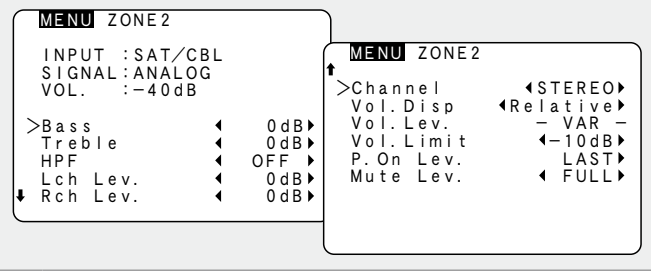 MENU ZONE2
INPUT :SAT/CBL
SIGNAL:ANALOG
VOL. :−40dB
>Bass ◀ 0dB▶
Treble ◀ 0dB▶
HPF ◀ OFF ▶
Lch Lev. ◀ 0dB▶
Rch Lev. ◀ 0dB▶
MENU ZONE2
>Channel ◀STEREO▶
Vol.Disp ◀Relative▶
Vol.Lev. − VAR −
Vol.Limit ◀−10dB▶
P.On Lev. LAST▶
Mute Lev. ◀ FULL▶